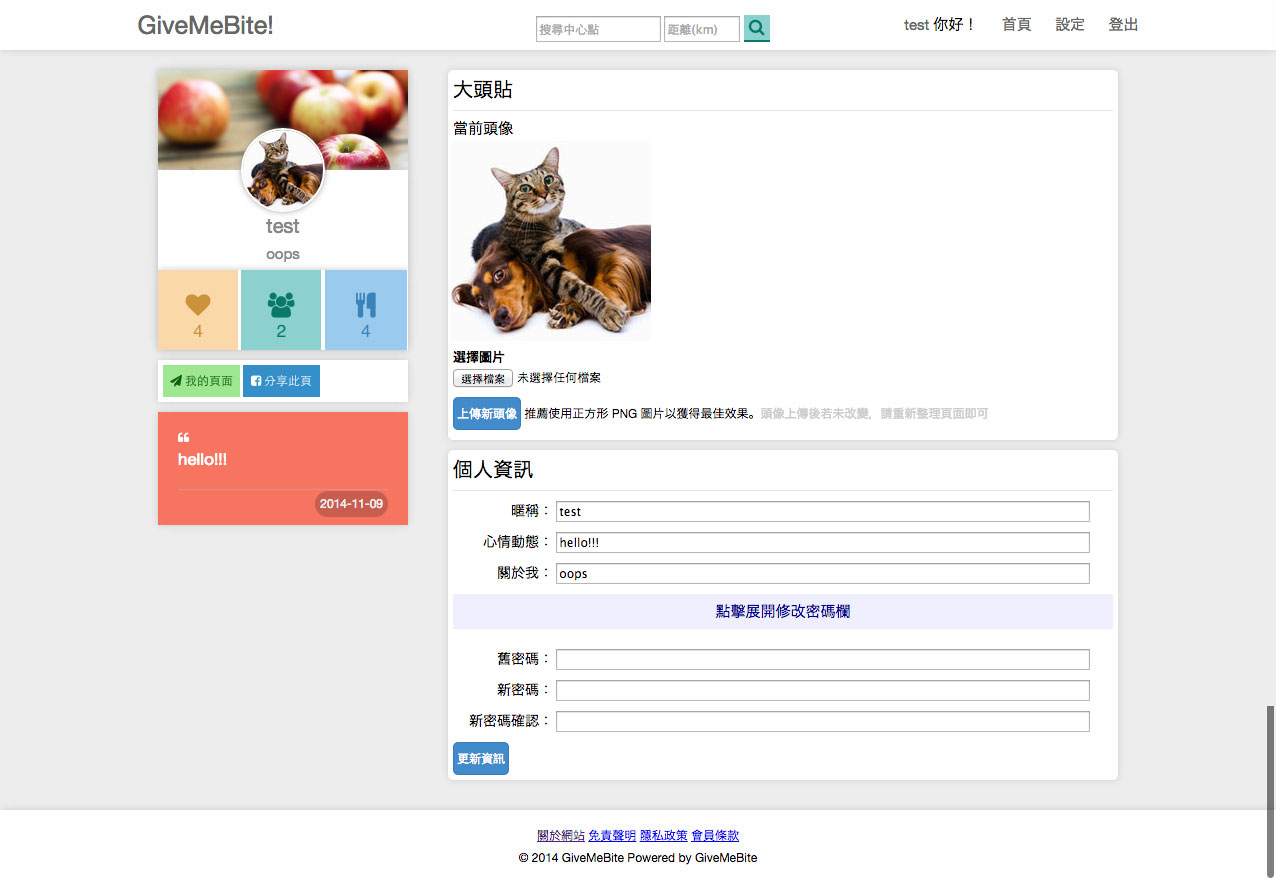 GiveMeBite!
搜尋中心點 距離(km)
test 你好！ 首頁 設定 登出
test
oops
4 2 4
我的頁面 分享此頁
hello!!!
2014-11-09
大頭貼
當前頭像
選擇圖片
選擇檔案 未選擇任何檔案
上傳新頭像 推薦使用正方形 PNG 圖片以獲得最佳效果。頭像上傳後若未改變，請重新整理頁面即可
個人資訊
暱稱： test
心情動態： hello!!!
關於我： oops
點擊展開修改密碼欄
舊密碼：
新密碼：
新密碼確認：
更新資訊
關於網站 免責聲明 隱私政策 會員條款
© 2014 GiveMeBite Powered by GiveMeBite